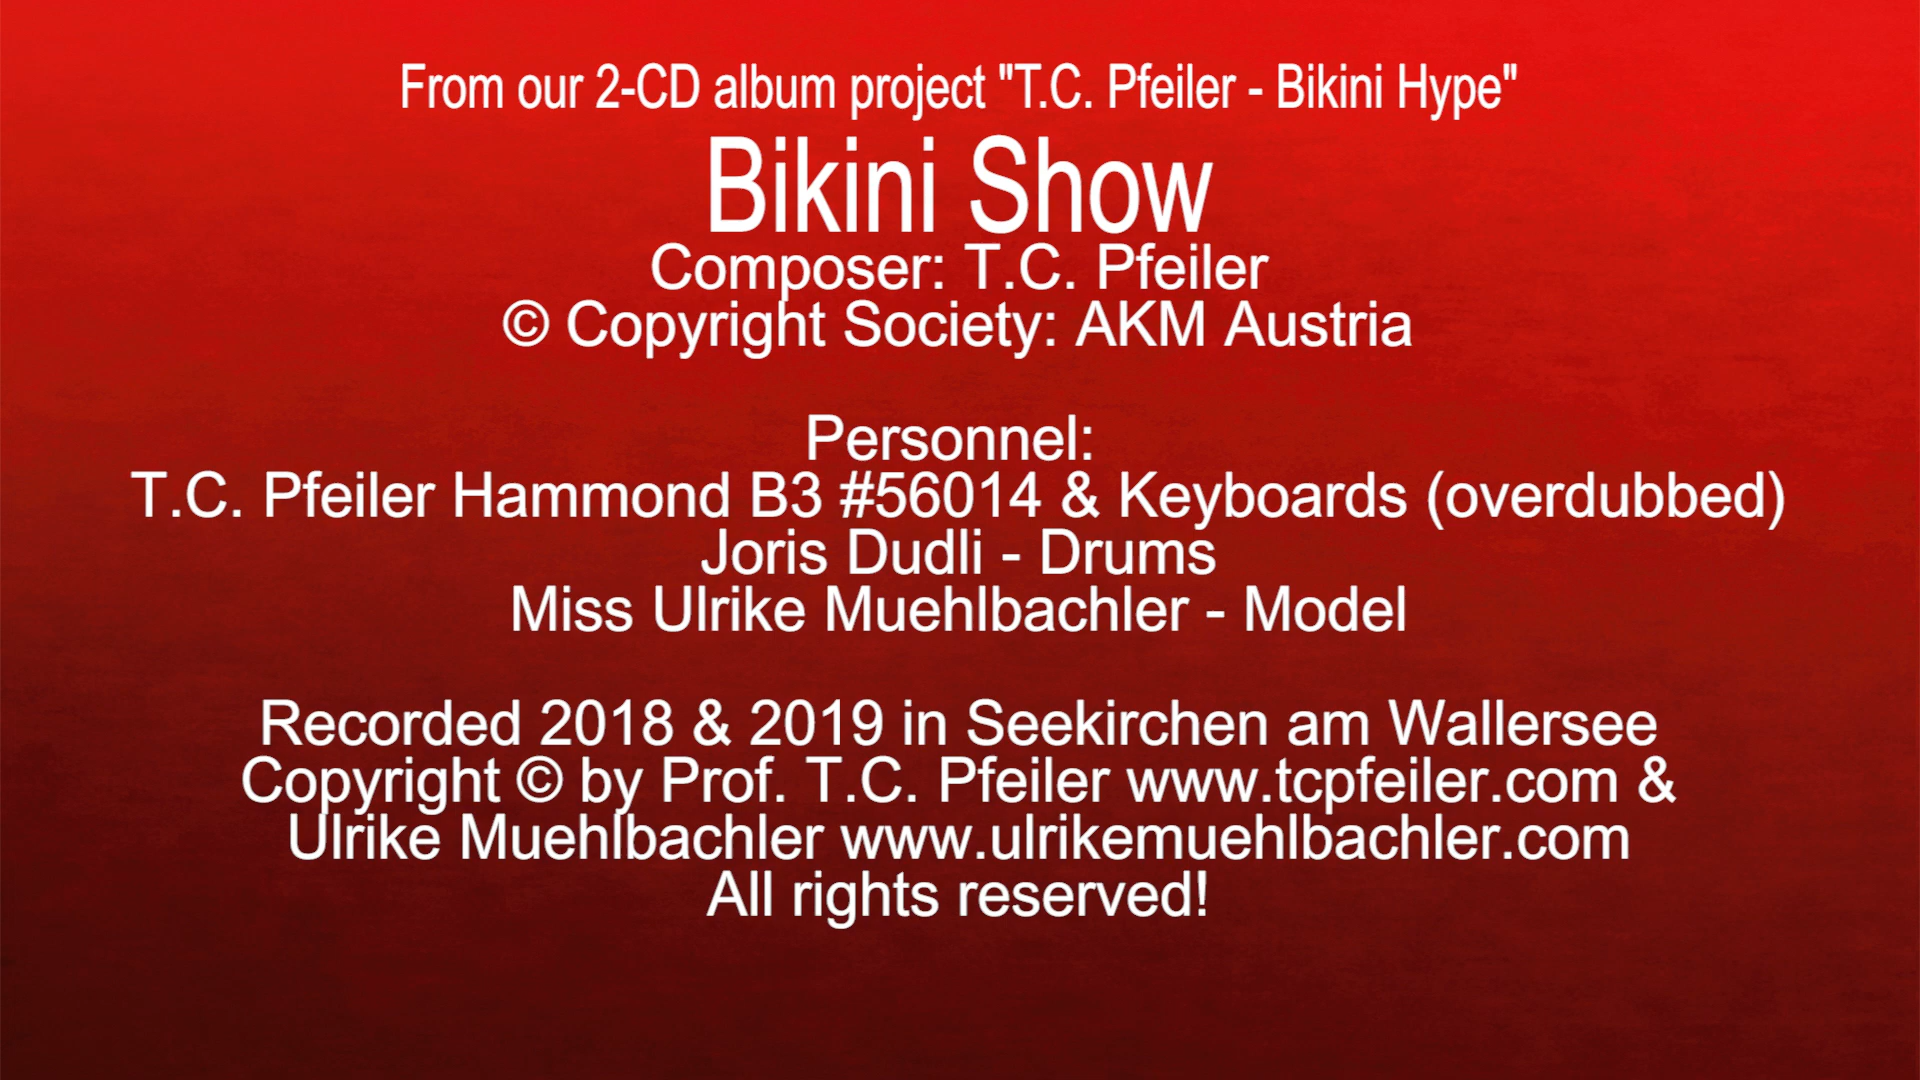 From our 2-CD album project "T.C. Pfeiler - Bikini Hype"
Bikini Show
Composer: T.C. Pfeiler
© Copyright Society: AKM Austria
Personnel:
T.C. Pfeiler Hammond B3 #56014 & Keyboards (overdubbed)
Joris Dudli - Drums
Miss Ulrike Muehlbachler - Model
Recorded 2018 & 2019 in Seekirchen am Wallersee
Copyright © by Prof. T.C. Pfeiler www.tcpfeiler.com &
Ulrike Muehlbachler www.ulrikemuehlbachler.com
All rights reserved!